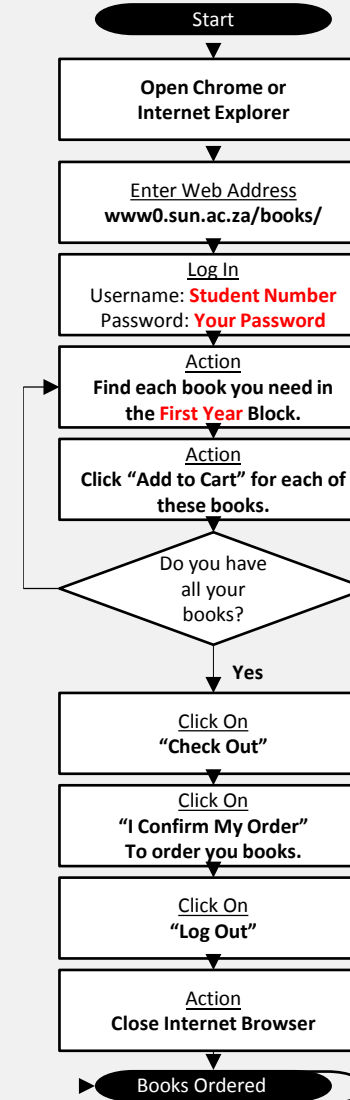 Start
Open Chrome or
Internet Explorer
Enter Web Address
www0.sun.ac.za/books/
Log In
Username: Student Number
Password: Your Password
Action
Find each book you need in
the First Year Block.
Action
Click “Add to Cart” for each of
these books.
Do you have
all your
books?
Yes
Click On
“Check Out”
Click On
“I Confirm My Order”
To order you books.
Click On
“Log Out”
Action
Close Internet Browser
Books Ordered